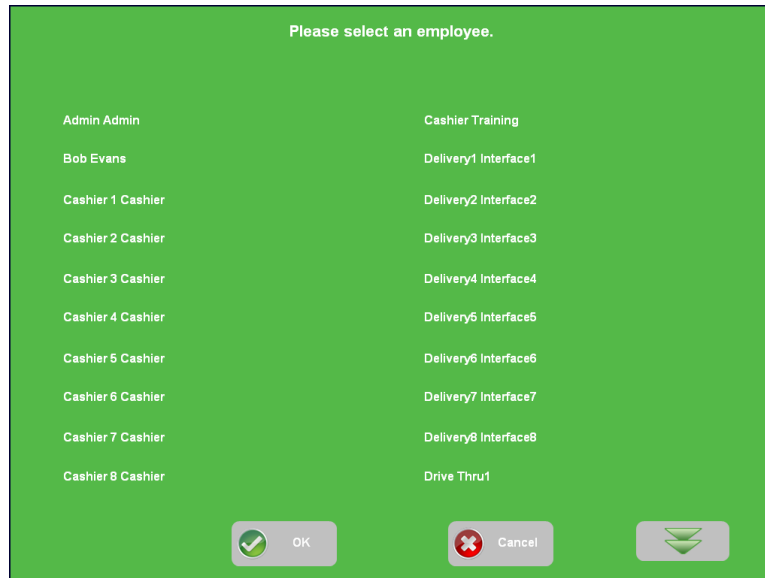 Please select an employee.
Admin Admin
Cashier Training
Bob Evans
Delivery1 Interface1
Cashier 1 Cashier
Delivery2 Interface2
Cashier 2 Cashier
Delivery3 Interface3
Cashier 3 Cashier
Delivery4 Interface4
Cashier 4 Cashier
Delivery5 Interface5
Cashier 5 Cashier
Delivery6 Interface6
Cashier 6 Cashier
Delivery7 Interface7
Cashier 7 Cashier
Delivery8 Interface8
Cashier 8 Cashier
Drive Thru1
OK
Cancel